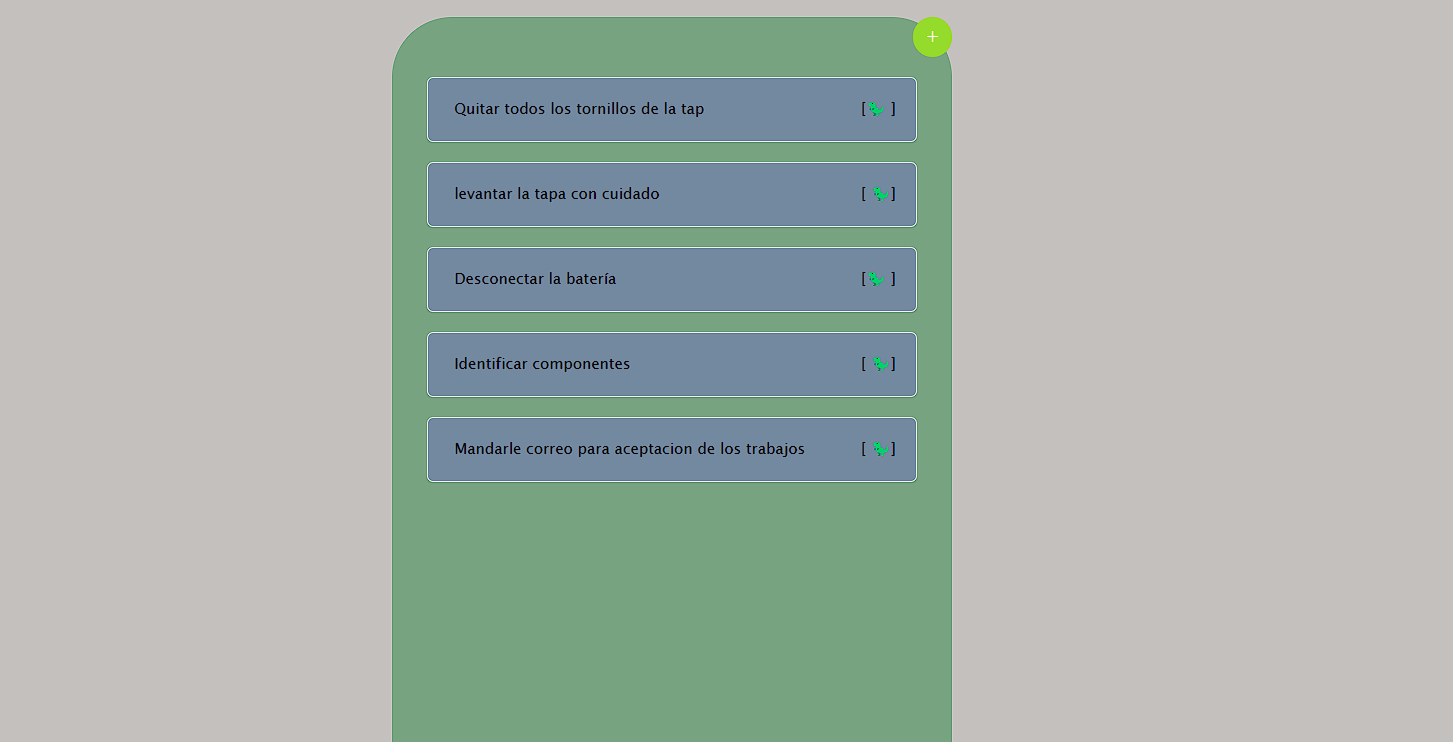 +
Quitar todos los tornillos de la tap [🦖 ]
levantar la tapa con cuidado [ 🦖]
Desconectar la batería [🦖 ]
Identificar componentes [ 🦖]
Mandarle correo para aceptacion de los trabajos [ 🦖]